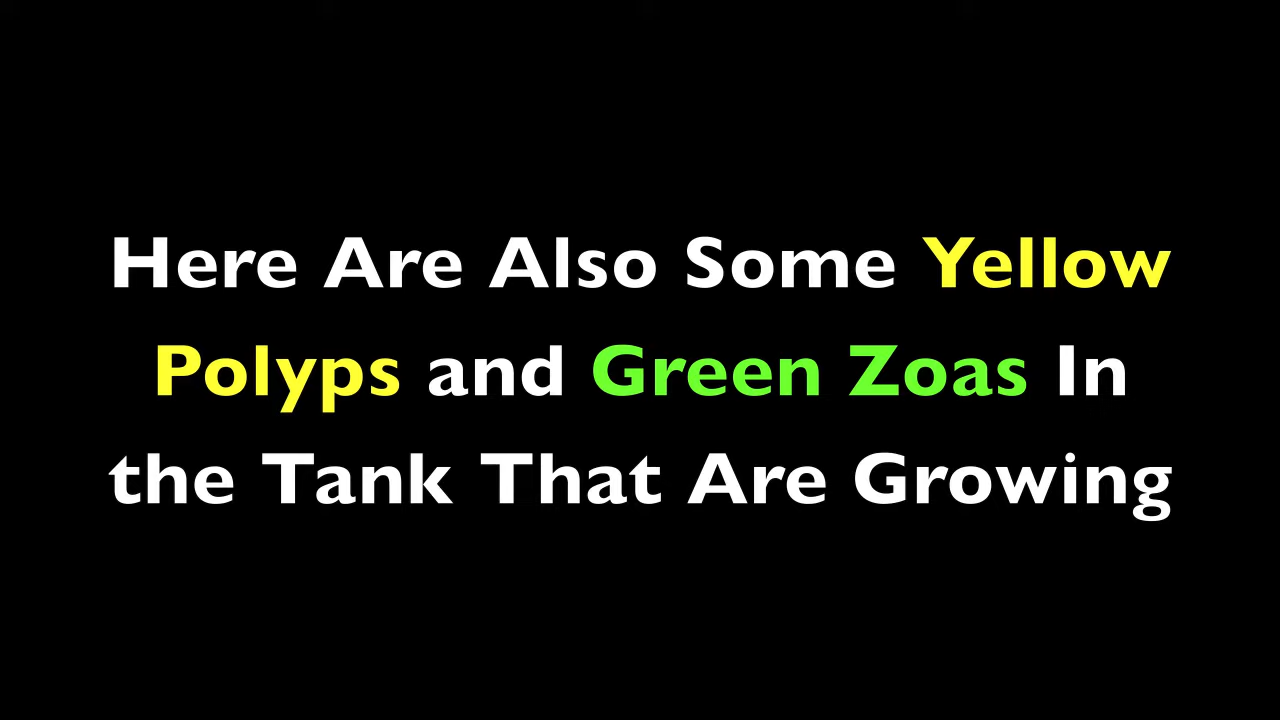 Here Are Also Some Yellow
Polyps and Green Zoas In
the Tank That Are Growing